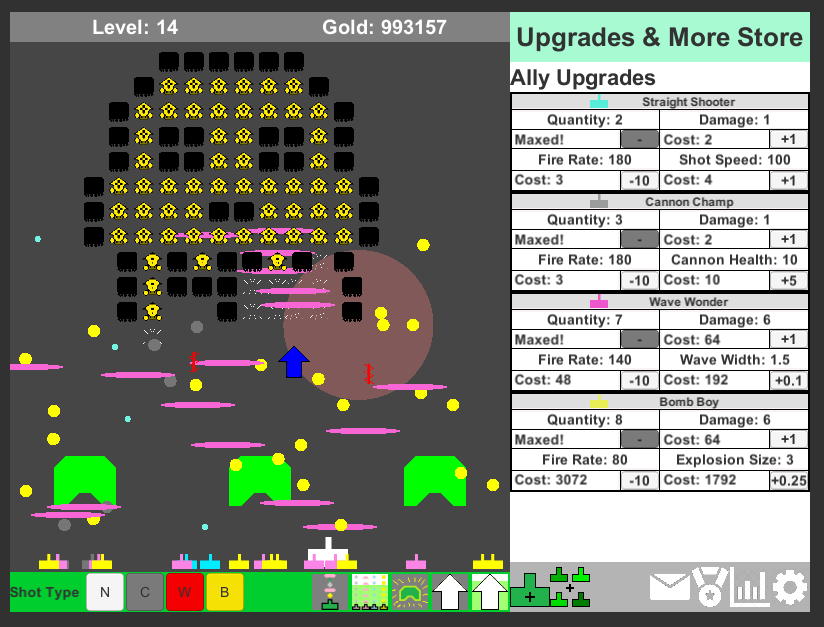 Level: 14 Gold: 993157
Upgrades & More Store
Ally Upgrades
Straight Shooter
Quantity: 2 Damage: 1
Maxed! - Cost: 2 +1
Fire Rate: 180 Shot Speed: 100
Cost: 3 -10 Cost: 4 +1
Cannon Champ
Quantity: 3 Damage: 1
Maxed! - Cost: 2 +1
Fire Rate: 180 Cannon Health: 10
Cost: 3 -10 Cost: 10 +5
Wave Wonder
Quantity: 7 Damage: 6
Maxed! - Cost: 64 +1
Fire Rate: 140 Wave Width: 1.5
Cost: 48 -10 Cost: 192 +0.1
Bomb Boy
Quantity: 8 Damage: 6
Maxed! - Cost: 64 +1
Fire Rate: 80 Explosion Size: 3
Cost: 3072 -10 Cost: 1792 +0.25
Shot Type N C W B